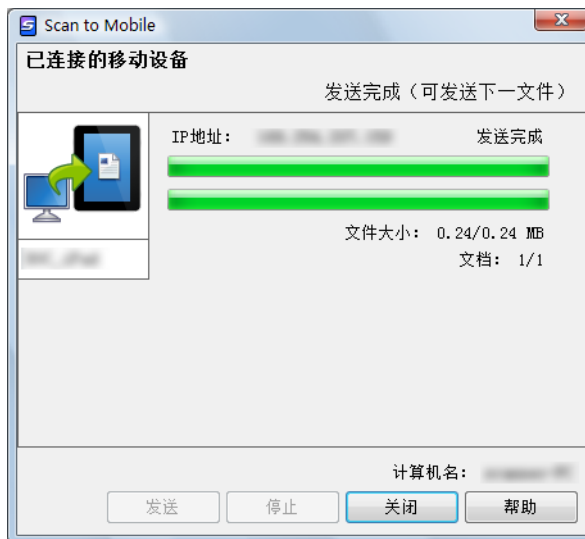 Scan to Mobile
已连接的移动设备
发送完成（可发送下一文件）
IP地址： 发送完成
文件大小： 0.24/0.24 MB
文档： 1/1
计算机名：
发送 停止 关闭 帮助